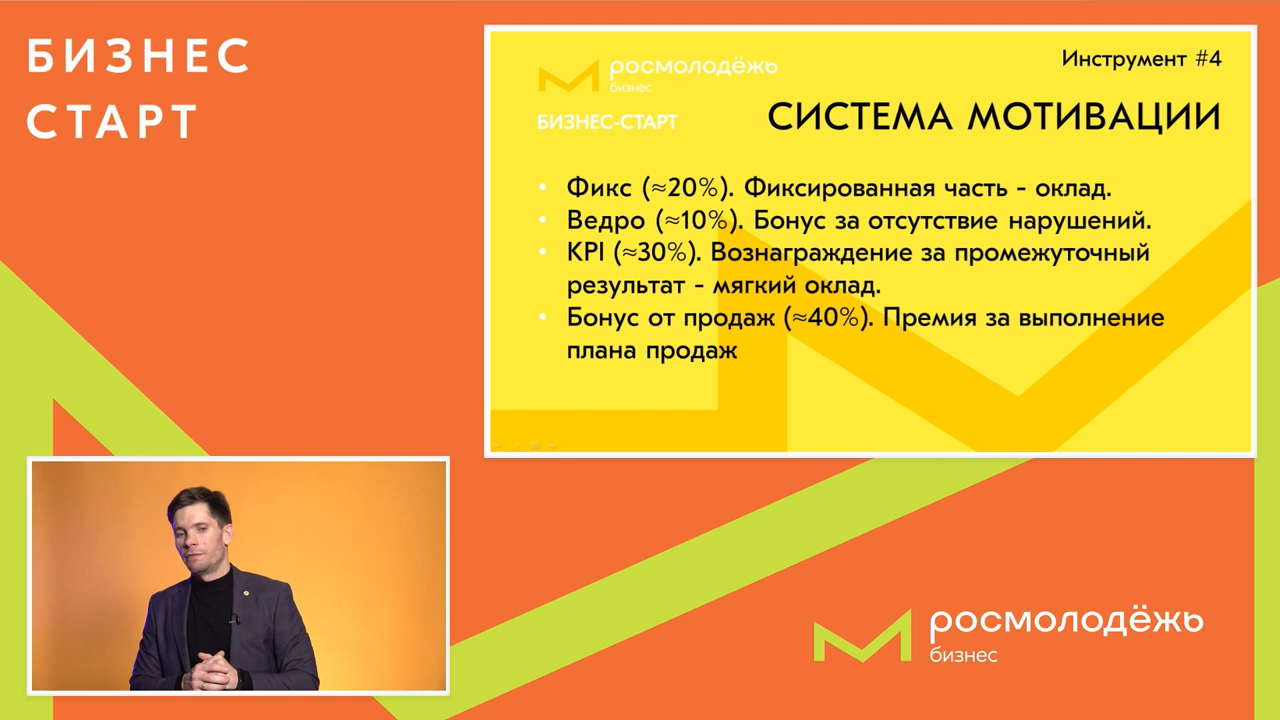 БИЗНЕС
СТАРТ
росмолодёжь
бизнес
БИЗНЕС-СТАРТ
Инструмент #4
СИСТЕМА МОТИВАЦИИ
• Фикс (≈20%). Фиксированная часть - оклад.
• Ведро (≈10%). Бонус за отсутствие нарушений.
• KPI (≈30%). Вознаграждение за промежуточный
результат - мягкий оклад.
• Бонус от продаж (≈40%). Премия за выполнение
плана продаж
росмолодёжь
бизнес